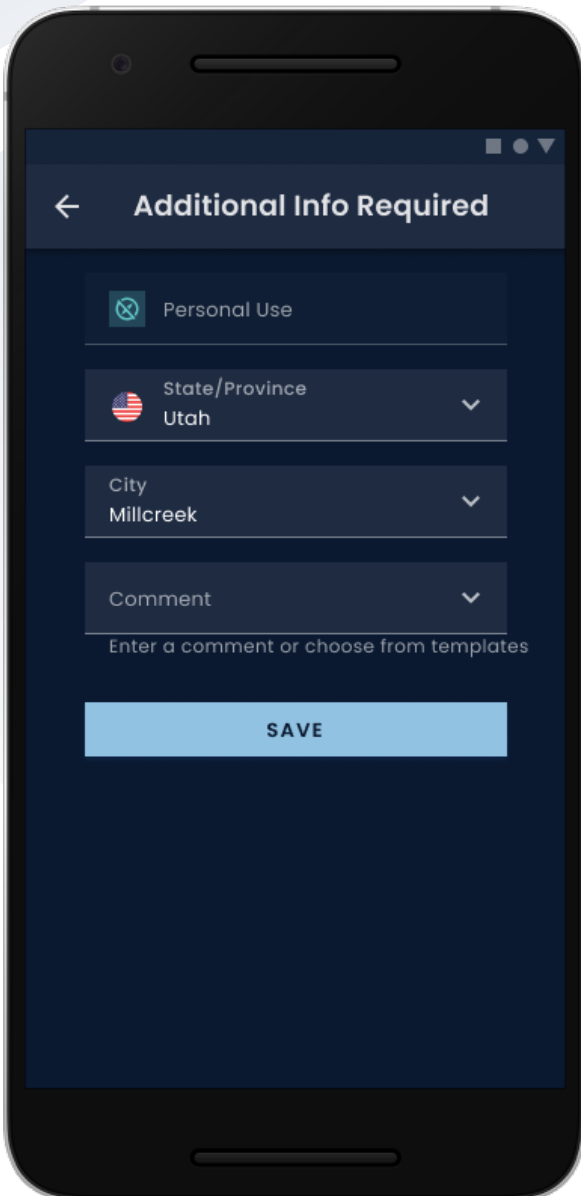 Additional Info Required
Personal Use
State/Province
Utah
City
Millcreek
Comment
Enter a comment or choose from templates
SAVE